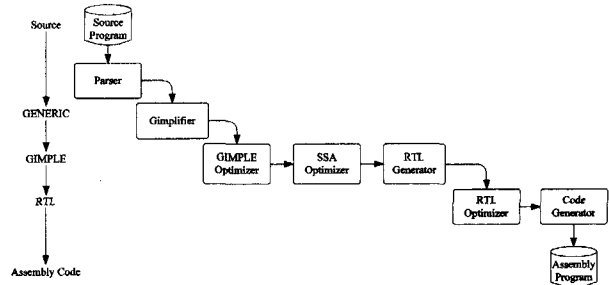 Source
Source
Program
Parser
GENERIC
Gimplifier
GIMPLE
GIMPLE
Optimizer
SSA
Optimizer
RTL
Generator
RTL
RTL
Optimizer
Code
Generator
Assembly Code
Assembly
Program